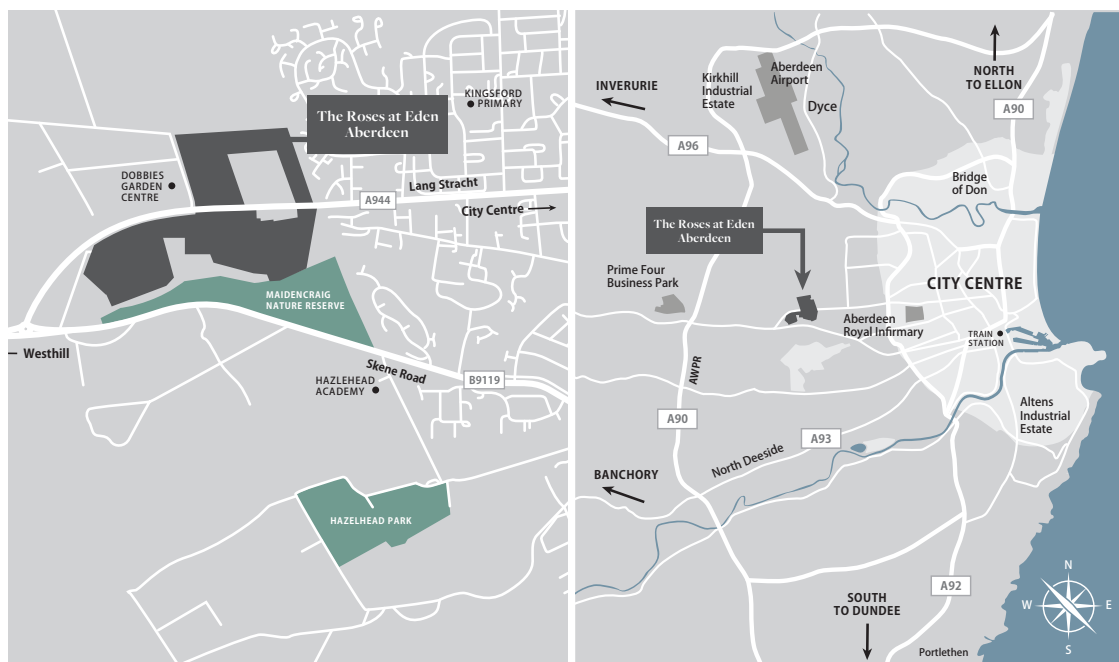 KINGSFORD
PRIMARY
The Roses at Eden
Aberdeen
DOBBIES
GARDEN
CENTRE
Lang Stracht
A944
City Centre
MAIDENCRAIG
NATURE RESERVE
Westhill
Skene Road
B9119
HAZLEHEAD
ACADEMY
HAZELHEAD PARK
Aberdeen
Airport
Kirkhill
Industrial
Estate
NORTH
TO ELLON
INVERURIE
Dyce
A90
A96
Bridge
of Don
The Roses at Eden
Aberdeen
Prime Four
Business Park
CITY CENTRE
Aberdeen
Royal Infirmary
TRAIN
STATION
AWPR
A90
Altens
Industrial
Estate
A93
North Deeside
BANCHORY
A92
SOUTH
TO DUNDEE
N
W
E
S
Portlethen